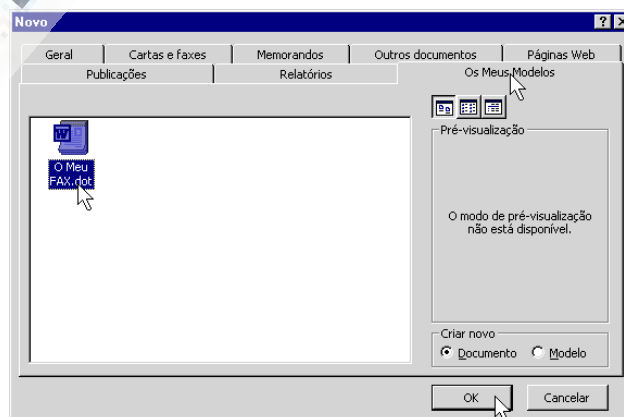 Novo
Geral Cartas e faxes Memorandos Outros documentos Páginas Web
Publicações Relatórios Os Meus Modelos
O Meu
FAX.dot
Pré-visualização
O modo de pré-visualização
não está disponível.
Criar novo
Documento Modelo
OK Cancelar